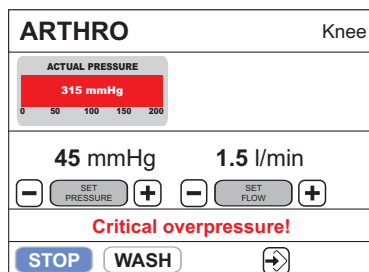 ARTHRO Knee
ACTUAL PRESSURE
315 mmHg
0 50 100 150 200
45 mmHg 1.5 l/min
− SET PRESSURE + − SET FLOW +
Critical overpressure!
STOP WASH